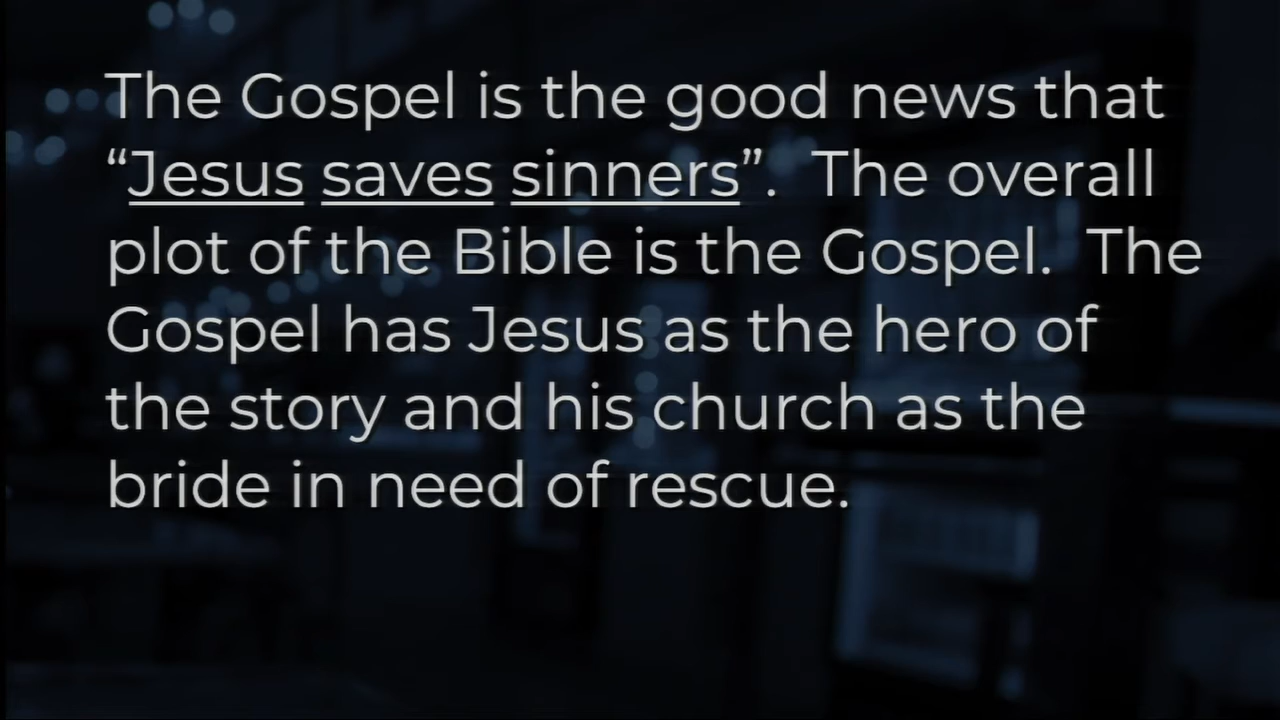 The Gospel is the good news that
“Jesus saves sinners”.  The overall
plot of the Bible is the Gospel.  The
Gospel has Jesus as the hero of
the story and his church as the
bride in need of rescue.